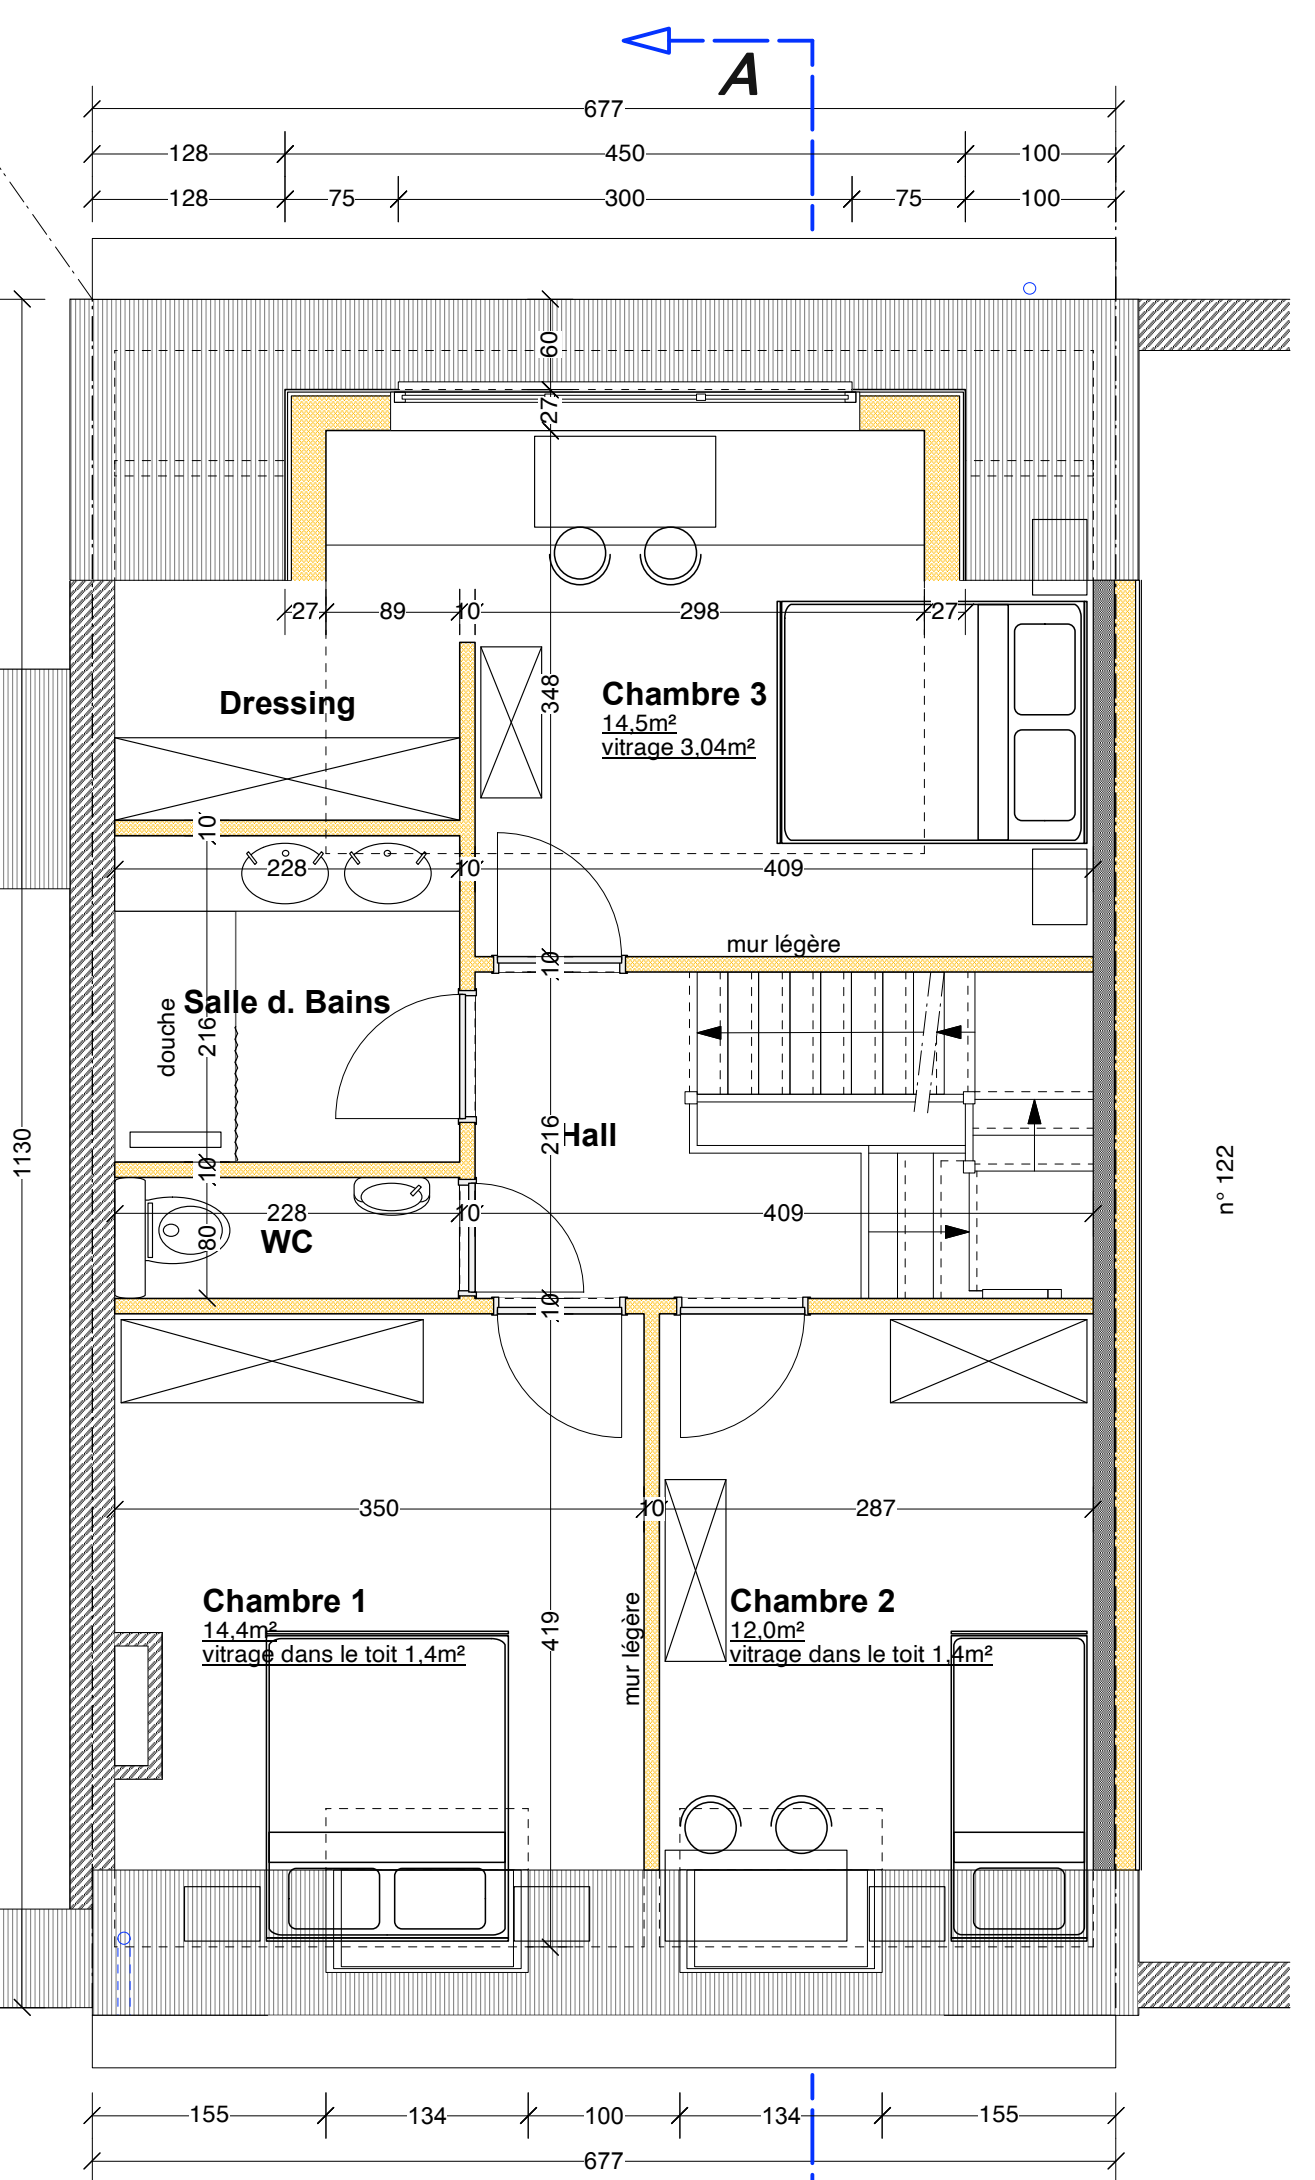 A
677
128 450 100
128 75 300 75 100
60
27
27 89 10 298 27
348
Dressing
Chambre 3
14,5m²
vitrage 3,04m²
10
228 10 409
mur légère
10
douche
Salle d. Bains
216
216
Hall
1130
n° 122
10
228 10 409
80
WC
10
350 10 287
Chambre 1
14,4m²
vitrage dans le toit 1,4m²
419
mur légère
Chambre 2
12,0m²
vitrage dans le toit 1,4m²
155 134 100 134 155
677